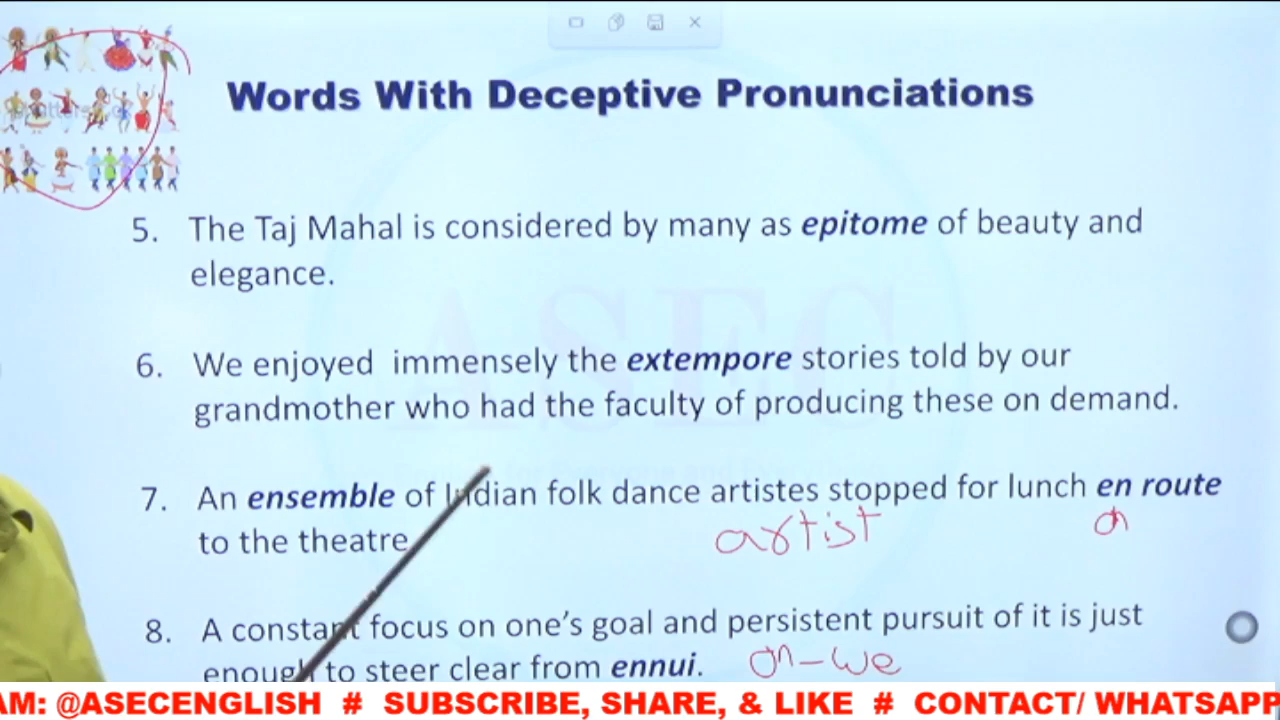 Words With Deceptive Pronunciations
5. The Taj Mahal is considered by many as epitome of beauty and
elegance.
6. We enjoyed immensely the extempore stories told by our
grandmother who had the faculty of producing these on demand.
7. An ensemble of Indian folk dance artistes stopped for lunch en route
artist on
to the theatre
8. A constant focus on one's goal and persistent pursuit of it is just
enough to steer clear from ennui. on-we
ASEC
AM: @ASECENGLISH # SUBSCRIBE, SHARE, & LIKE # CONTACT/ WHATSAPP